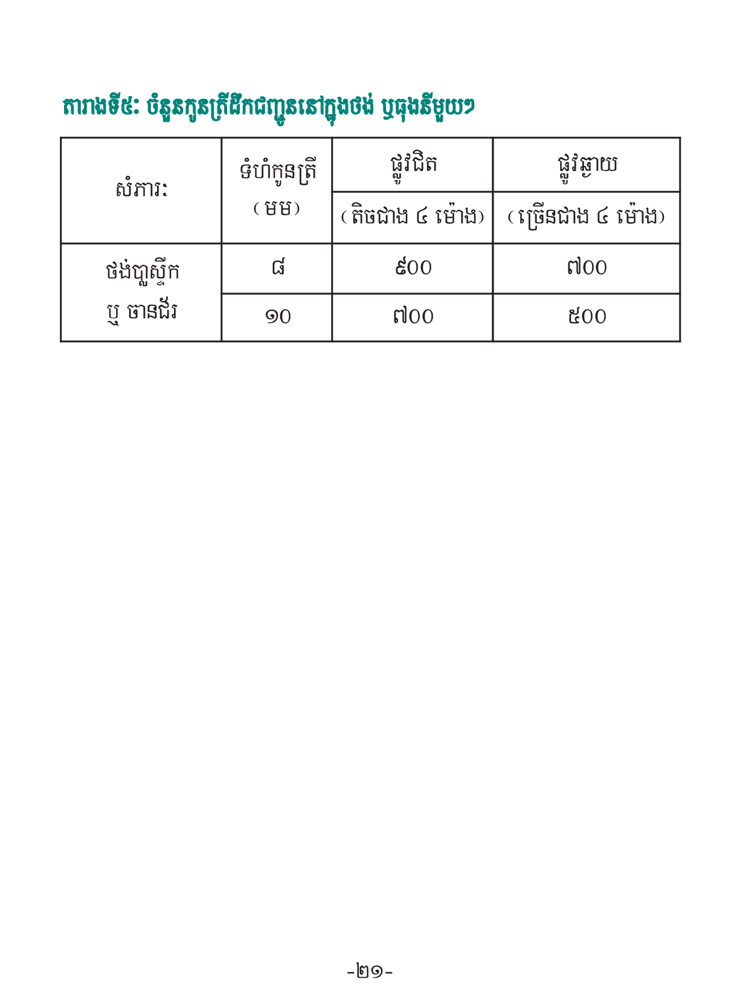 តារាងទី៥: ចំនួនកូនត្រីដឹកជញ្ជូននៅក្នុងថង់ ឬធុងនីមួយៗ
សំភារៈ
ទំហំកូនត្រី
(មម)
ផ្លូវជិត
ផ្លូវឆ្ងាយ
(តិចជាង ៤ ម៉ោង)
(ច្រើនជាង ៤ ម៉ោង)
ថង់បា្លស្ទីក
ឬ ចានជ័រ
៨
៩០០
៧០០
១០
៧០០
៥០០
-២១-